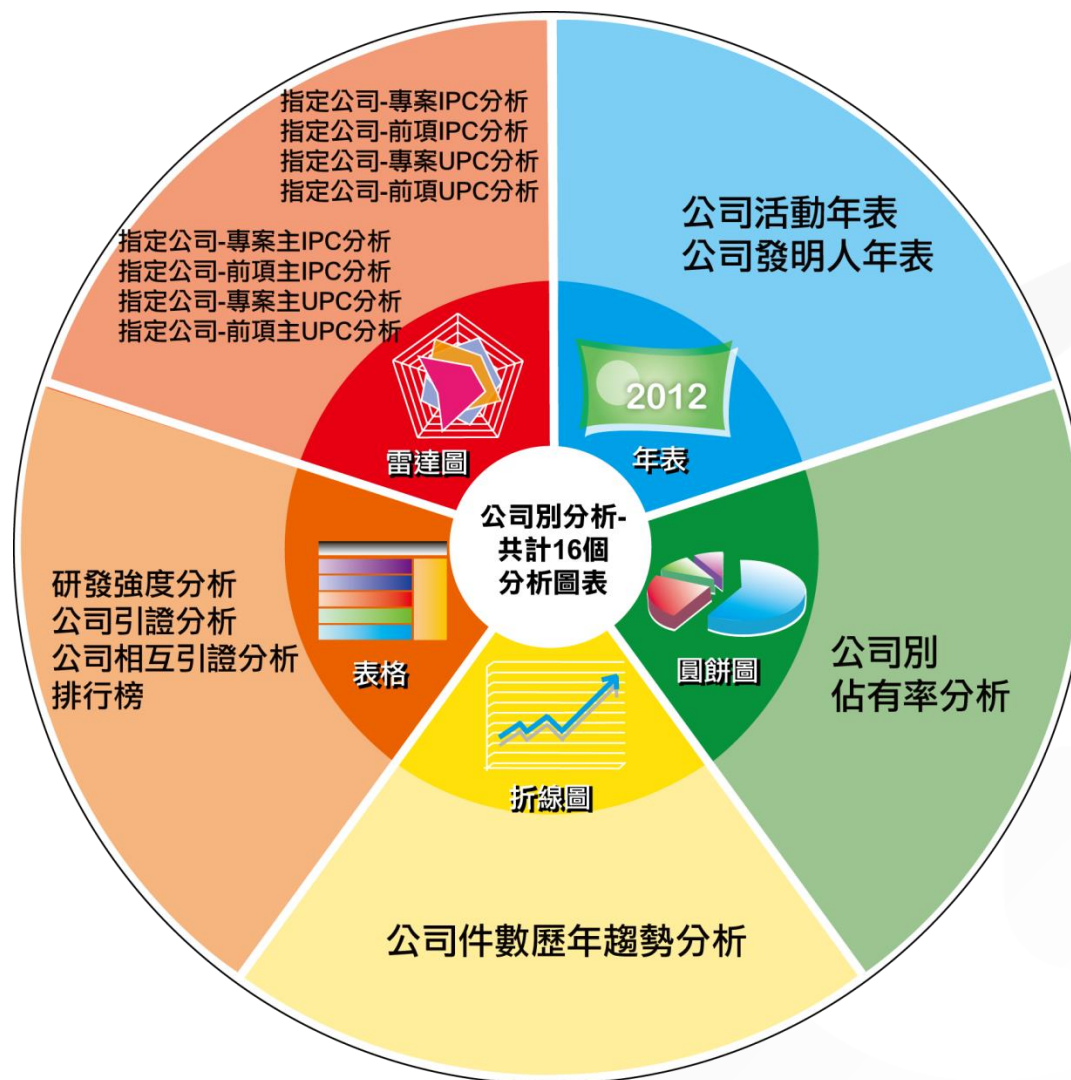 指定公司-專案IPC分析
指定公司-前項IPC分析
指定公司-專案UPC分析
指定公司-前項UPC分析
指定公司-專案主IPC分析
指定公司-前項主IPC分析
指定公司-專案主UPC分析
指定公司-前項主UPC分析
雷達圖
公司活動年表
公司發明人年表
2012
年表
公司別分析-
共計16個
分析圖表
研發強度分析
公司引證分析
公司相互引證分析
排行榜
表格
公司別
佔有率分析
圓餅圖
折線圖
公司件數歷年趨勢分析